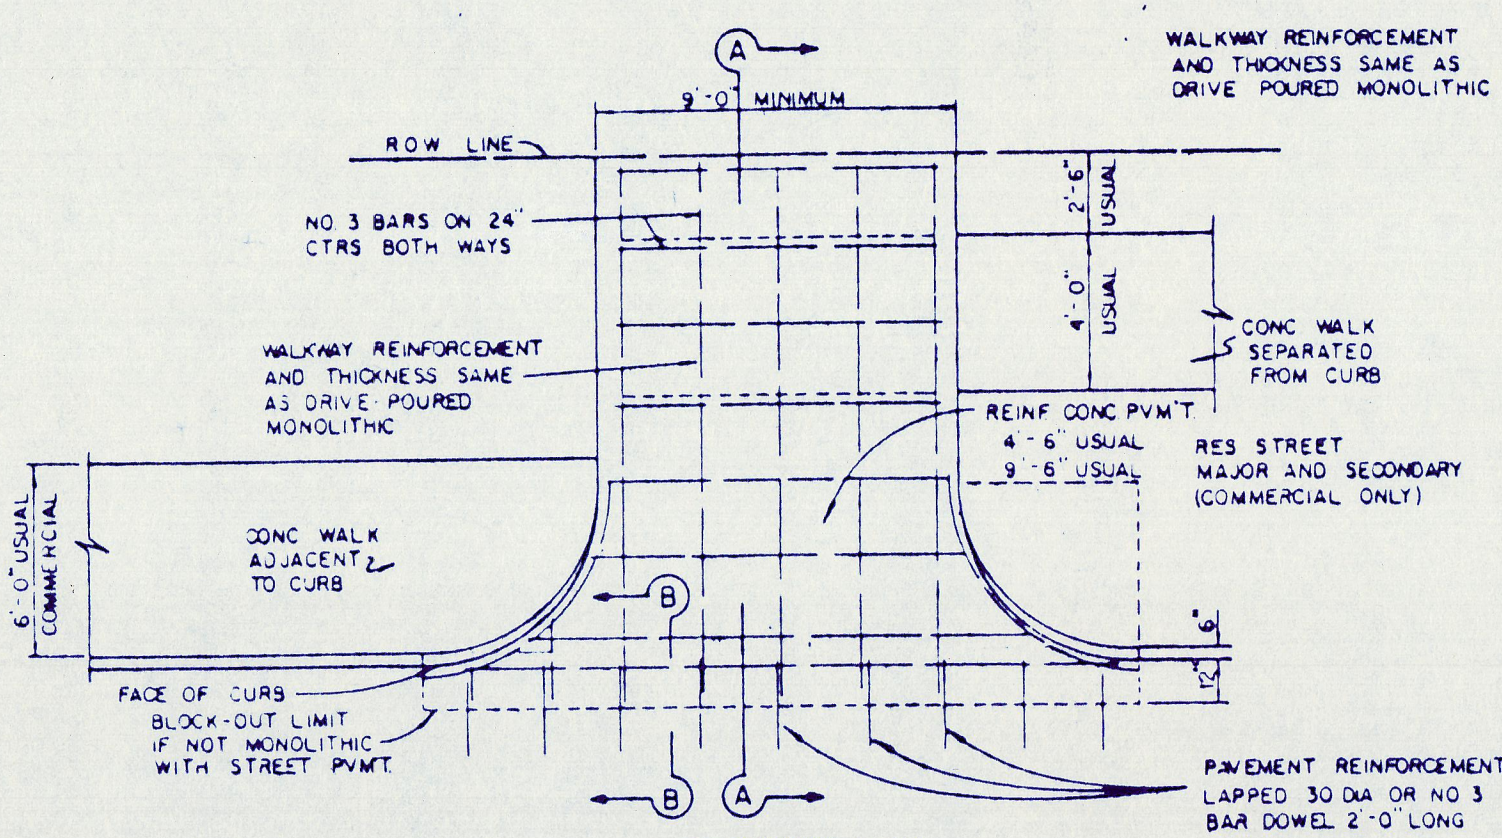 A
WALKWAY REINFORCEMENT
AND THICKNESS SAME AS
DRIVE POURED MONOLITHIC
9'-0" MINIMUM
ROW LINE
2'-6"
USUAL
NO. 3 BARS ON 24"
CTRS BOTH WAYS
4'-0"
USUAL
CONC WALK
SEPARATED
FROM CURB
WALKWAY REINFORCEMENT
AND THICKNESS SAME
AS DRIVE-POURED
MONOLITHIC
REINF CONC PVM'T.
4'-6" USUAL
9'-6" USUAL
RES STREET
MAJOR AND SECONDARY
(COMMERCIAL ONLY)
6'-0" USUAL
COMMERCIAL
CONC WALK
ADJACENT
TO CURB
B
6"
12"
FACE OF CURB
BLOCK-OUT LIMIT
IF NOT MONOLITHIC
WITH STREET PVMT.
B
A
PAVEMENT REINFORCEMENT
LAPPED 30 DIA OR NO 3
BAR DOWEL 2'-0" LONG